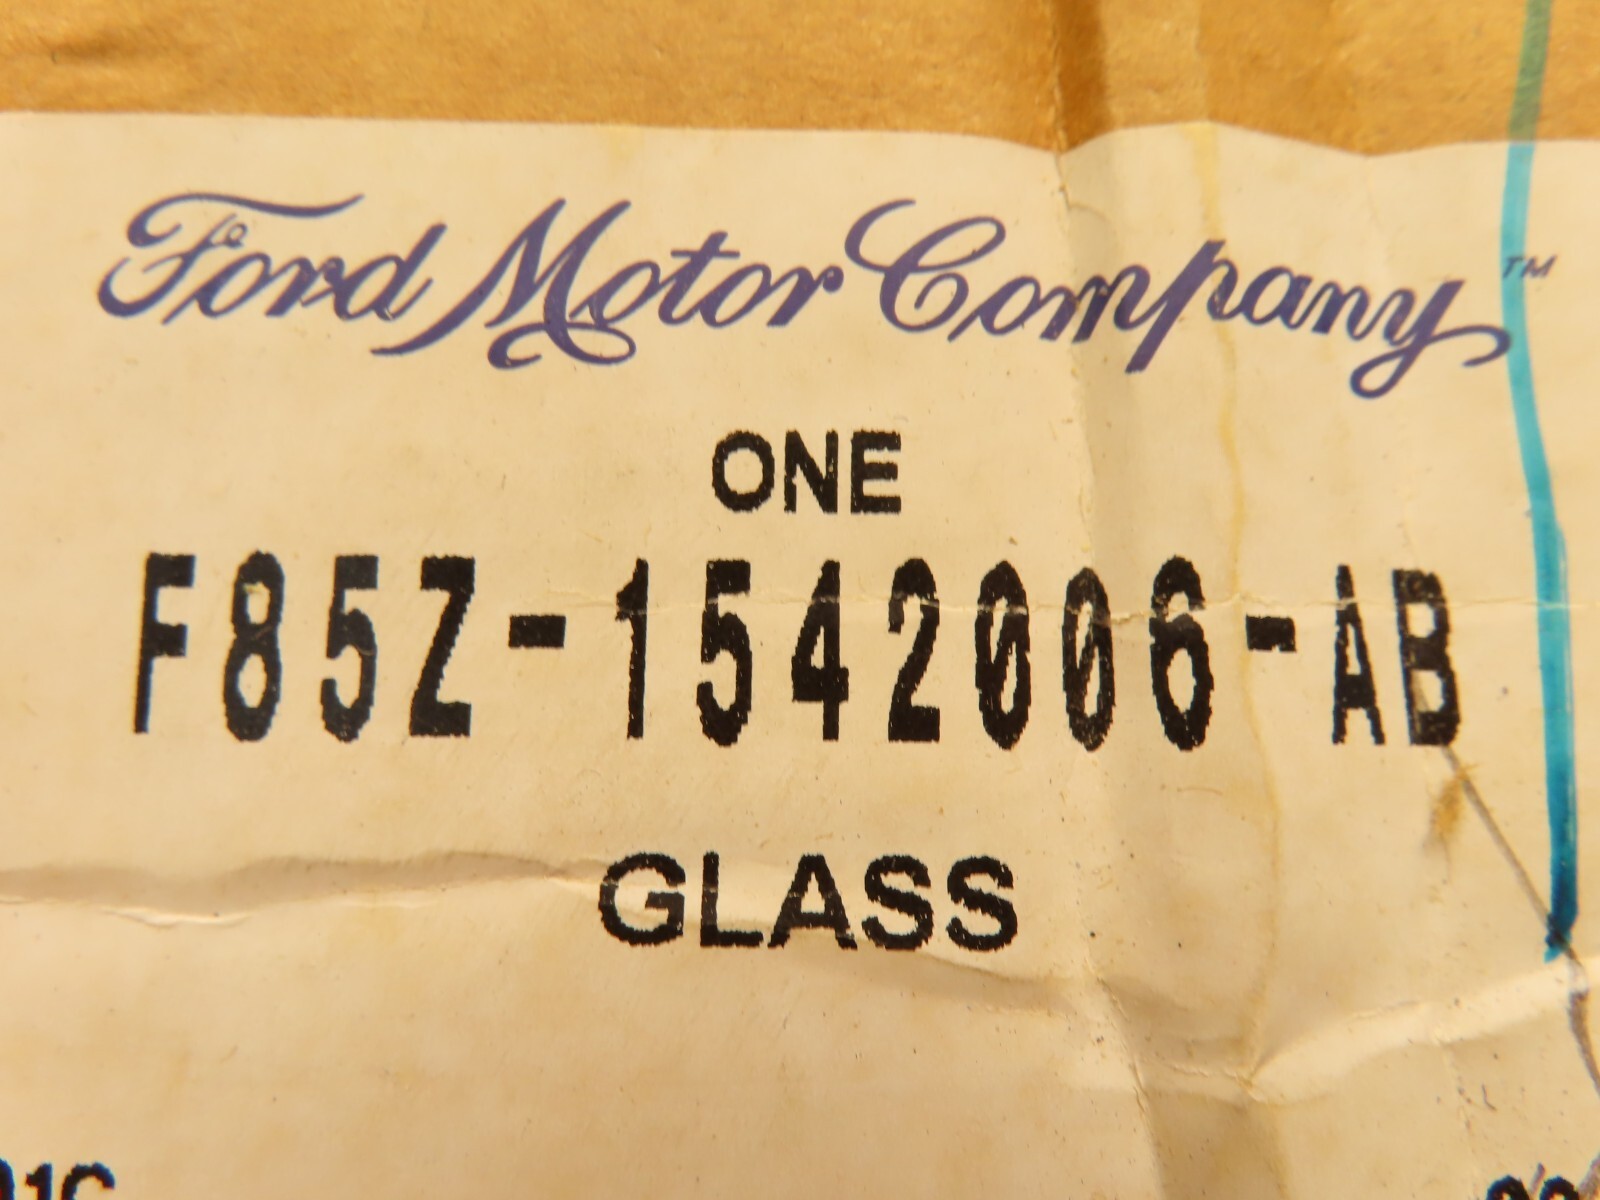 Ford Motor Company™
ONE
F85Z-1542006-AB
GLASS